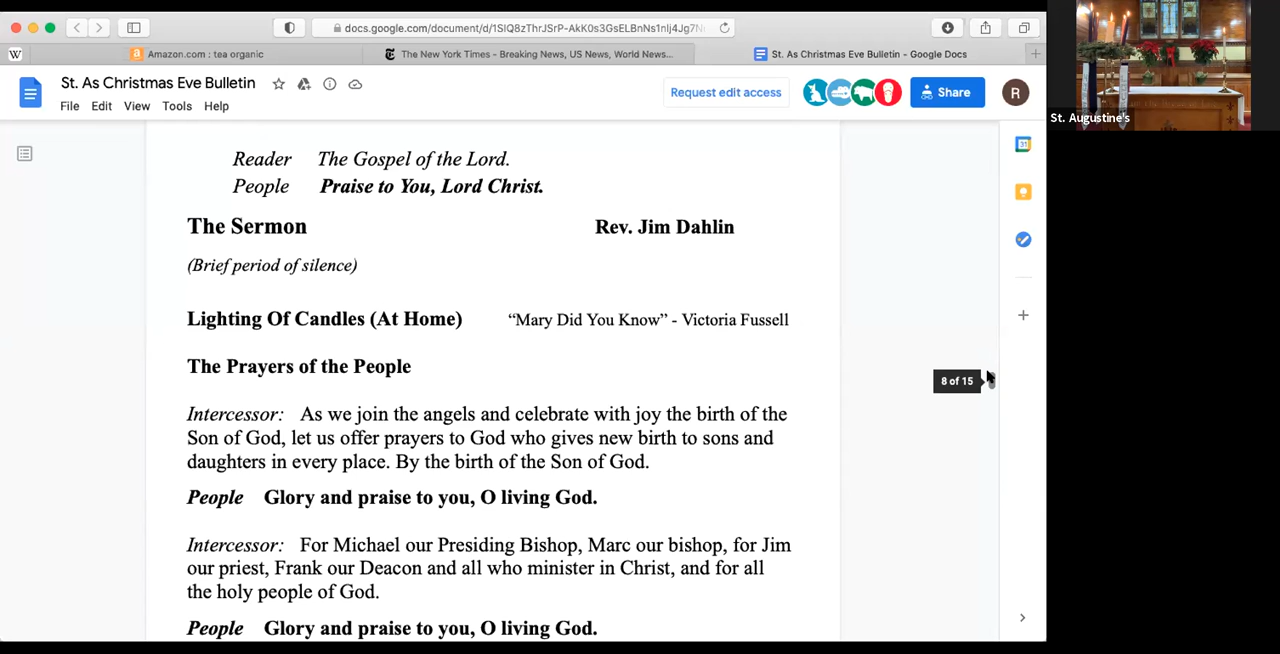 docs.google.com/document/d/1SlQ8zThrJSrP-AkK0s3GsELBnNs1nlj4Jg7N
W
a
Amazon.com : tea organic
The New York Times - Breaking News, US News, World News...
St. As Christmas Eve Bulletin - Google Docs
St. As Christmas Eve Bulletin
File Edit View Tools Help
Request edit access
Share
R
St. Augustine's
31
Reader The Gospel of the Lord.
People Praise to You, Lord Christ.
The Sermon Rev. Jim Dahlin
(Brief period of silence)
Lighting Of Candles (At Home) “Mary Did You Know” - Victoria Fussell
The Prayers of the People
8 of 15
Intercessor: As we join the angels and celebrate with joy the birth of the
Son of God, let us offer prayers to God who gives new birth to sons and
daughters in every place. By the birth of the Son of God.
People Glory and praise to you, O living God.
Intercessor: For Michael our Presiding Bishop, Marc our bishop, for Jim
our priest, Frank our Deacon and all who minister in Christ, and for all
the holy people of God.
People Glory and praise to you, O living God.